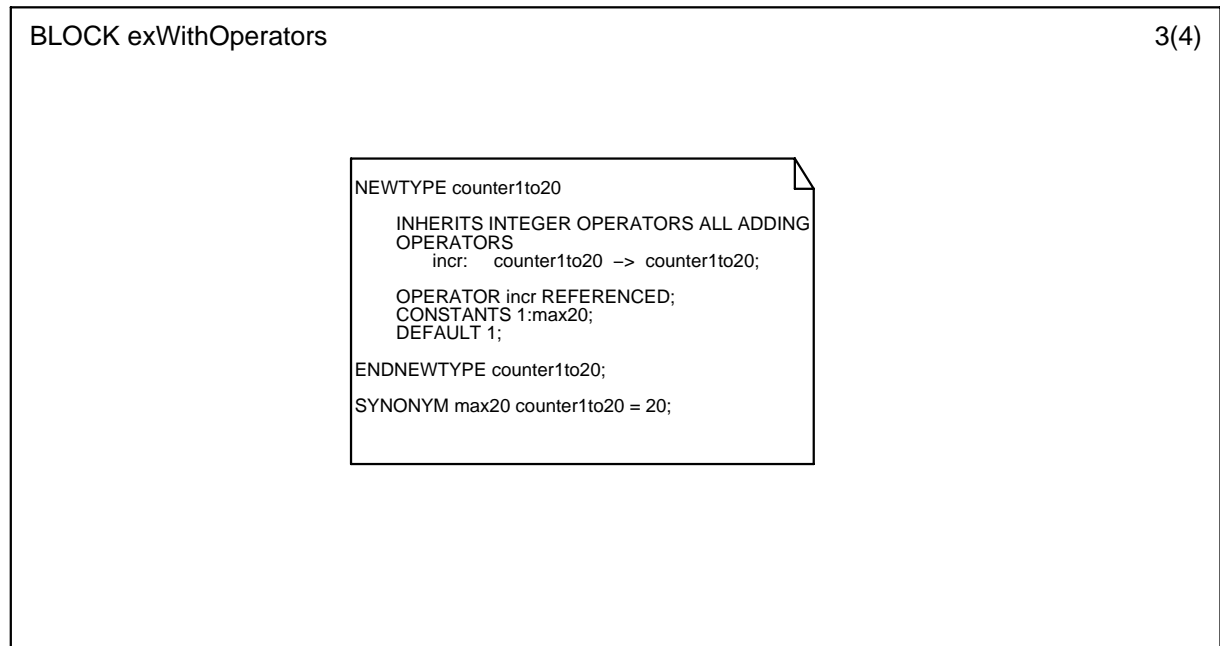 BLOCK exWithOperators 3(4)
NEWTYPE counter1to20
INHERITS INTEGER OPERATORS ALL ADDING
OPERATORS
incr: counter1to20 −> counter1to20;
OPERATOR incr REFERENCED;
CONSTANTS 1:max20;
DEFAULT 1;
ENDNEWTYPE counter1to20;
SYNONYM max20 counter1to20 = 20;